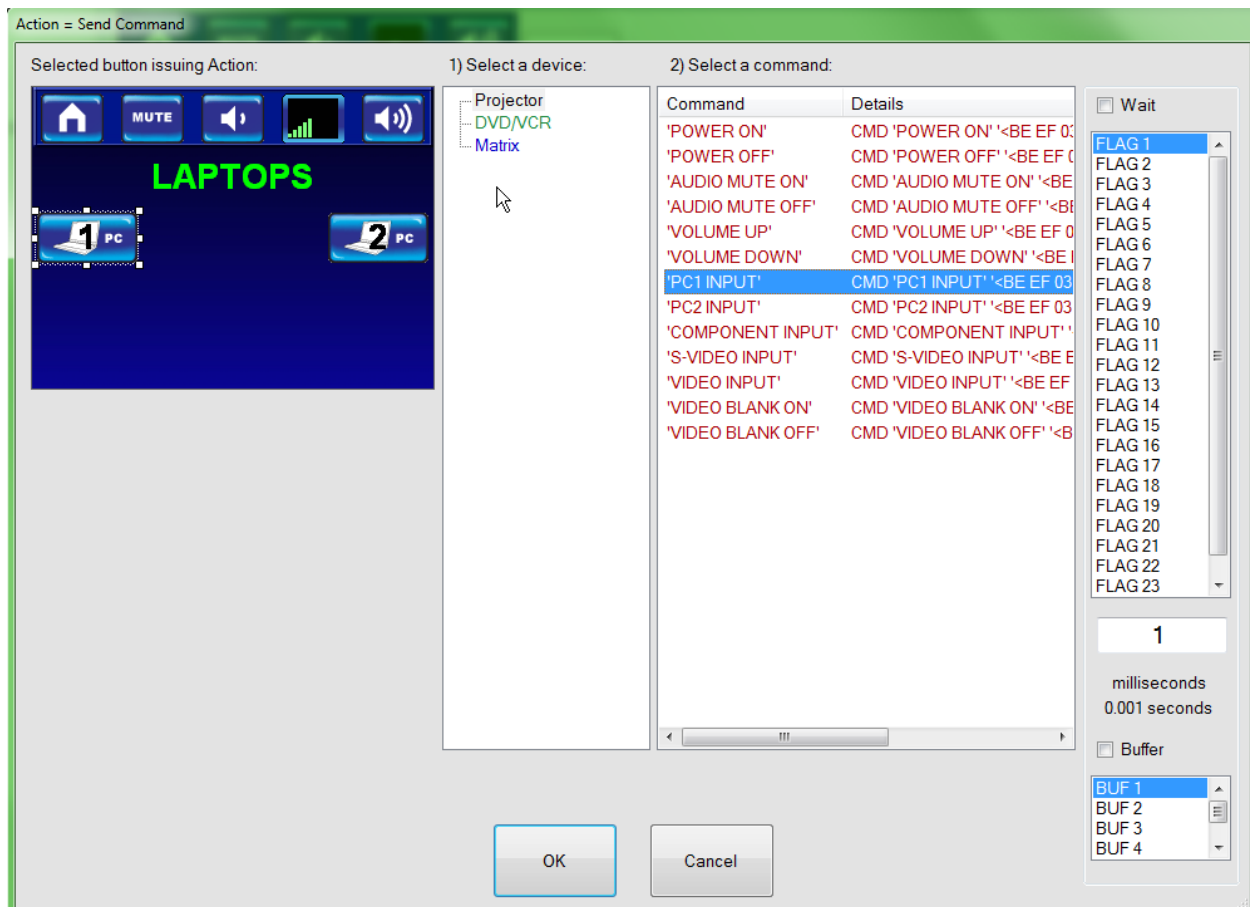 Action = Send Command
Selected button issuing Action:
MUTE
LAPTOPS
1 PC
2 PC
1) Select a device:
Projector
DVD/VCR
Matrix
2) Select a command:
Command Details
'POWER ON' CMD 'POWER ON' '<BE EF 03
'POWER OFF' CMD 'POWER OFF' '<BE EF 0
'AUDIO MUTE ON' CMD 'AUDIO MUTE ON' '<BE
'AUDIO MUTE OFF' CMD 'AUDIO MUTE OFF' '<BE
'VOLUME UP' CMD 'VOLUME UP' '<BE EF 0
'VOLUME DOWN' CMD 'VOLUME DOWN' '<BE
'PC1 INPUT' CMD 'PC1 INPUT' '<BE EF 03
'PC2 INPUT' CMD 'PC2 INPUT' '<BE EF 03
'COMPONENT INPUT' CMD 'COMPONENT INPUT' '
'S-VIDEO INPUT' CMD 'S-VIDEO INPUT' '<BE E
'VIDEO INPUT' CMD 'VIDEO INPUT' '<BE EF
'VIDEO BLANK ON' CMD 'VIDEO BLANK ON' '<BE
'VIDEO BLANK OFF' CMD 'VIDEO BLANK OFF' '<B
Wait
FLAG 1
FLAG 2
FLAG 3
FLAG 4
FLAG 5
FLAG 6
FLAG 7
FLAG 8
FLAG 9
FLAG 10
FLAG 11
FLAG 12
FLAG 13
FLAG 14
FLAG 15
FLAG 16
FLAG 17
FLAG 18
FLAG 19
FLAG 20
FLAG 21
FLAG 22
FLAG 23
1
milliseconds
0.001 seconds
Buffer
BUF 1
BUF 2
BUF 3
BUF 4
OK
Cancel